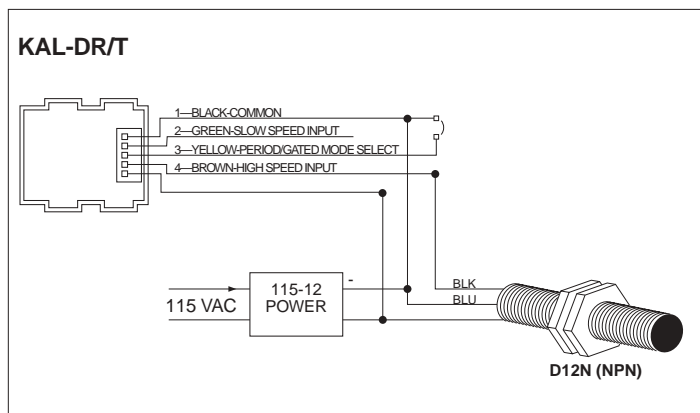 KAL-DR/T
1—BLACK-COMMON
2—GREEN-SLOW SPEED INPUT
3—YELLOW-PERIOD/GATED MODE SELECT
4—BROWN-HIGH SPEED INPUT
115 VAC
115-12
POWER
-
BLK
BLU
D12N (NPN)